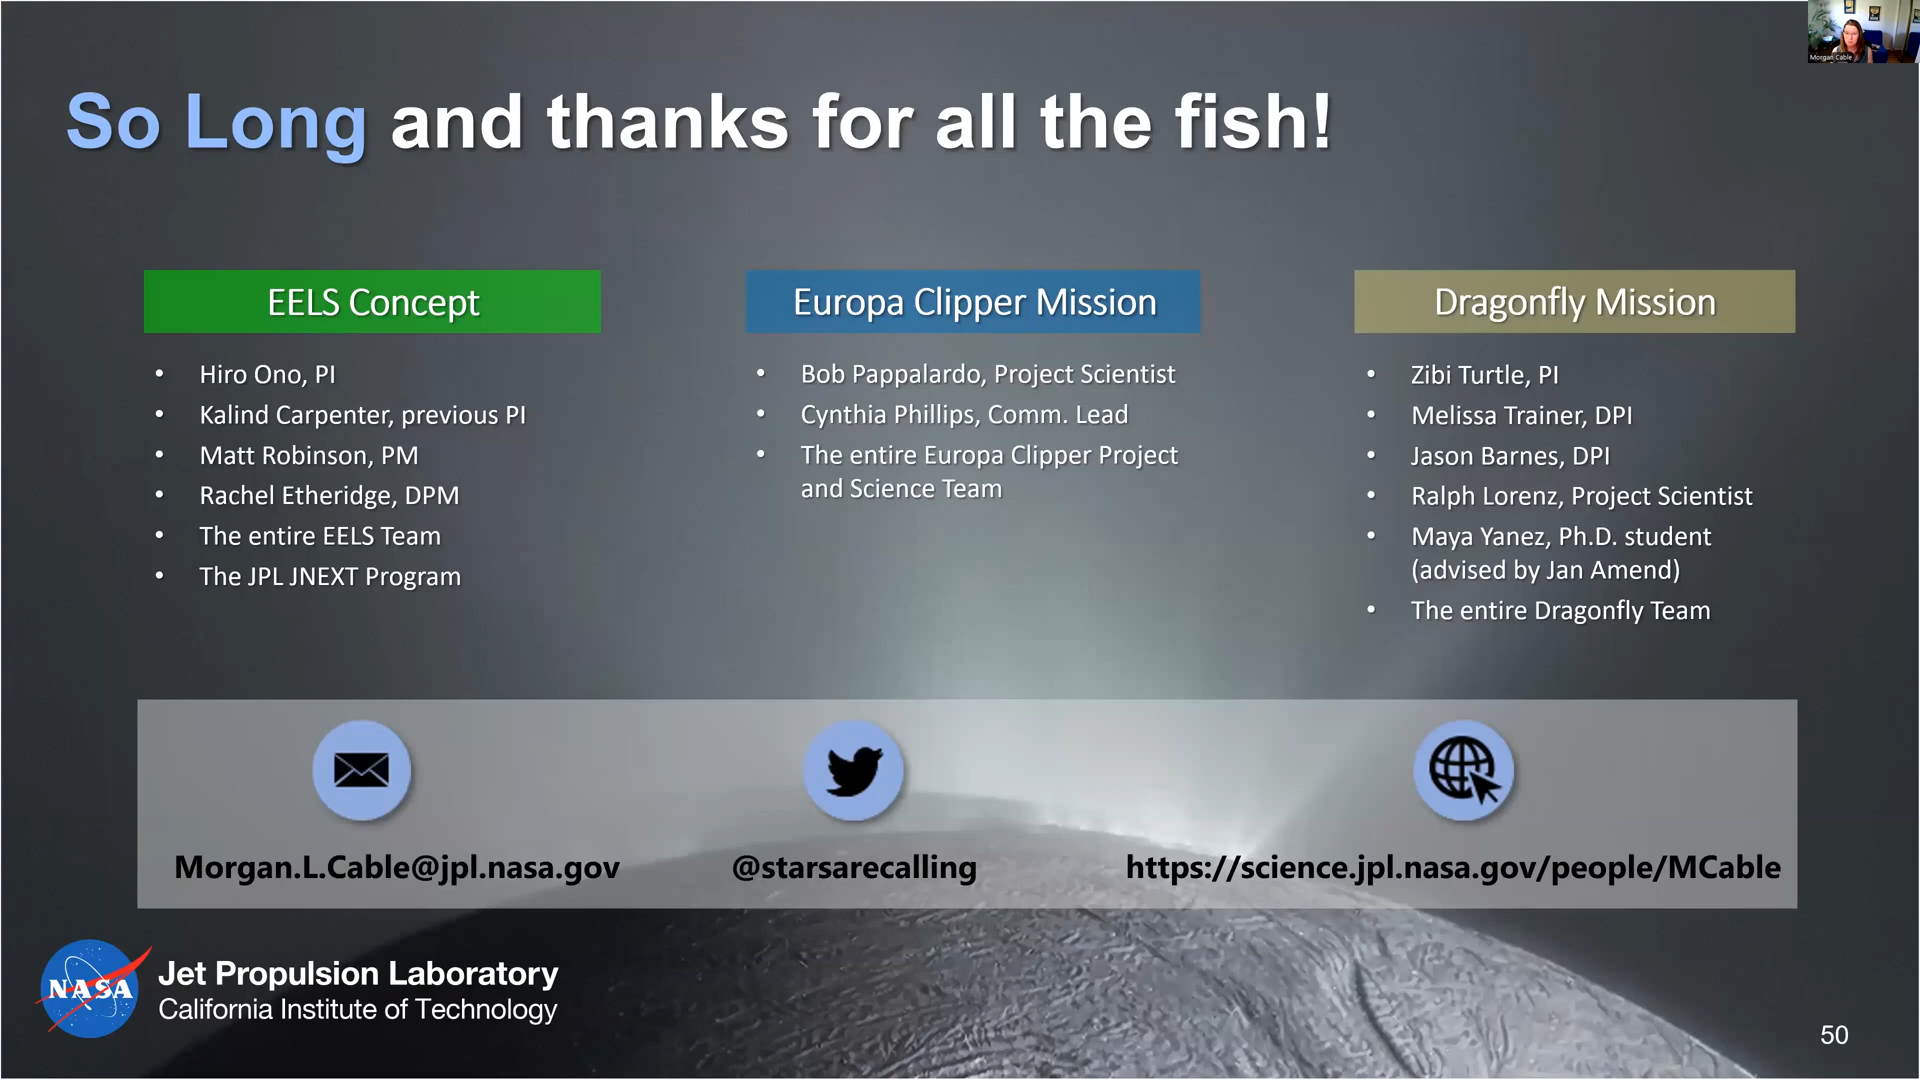 Morgan Cable
So Long and thanks for all the fish!
EELS Concept
• Hiro Ono, PI
• Kalind Carpenter, previous PI
• Matt Robinson, PM
• Rachel Etheridge, DPM
• The entire EELS Team
• The JPL JNEXT Program
Europa Clipper Mission
• Bob Pappalardo, Project Scientist
• Cynthia Phillips, Comm. Lead
• The entire Europa Clipper Project
and Science Team
Dragonfly Mission
• Zibi Turtle, PI
• Melissa Trainer, DPI
• Jason Barnes, DPI
• Ralph Lorenz, Project Scientist
• Maya Yanez, Ph.D. student
(advised by Jan Amend)
• The entire Dragonfly Team
Morgan.L.Cable@jpl.nasa.gov
@starsarecalling
https://science.jpl.nasa.gov/people/MCable
NASA
Jet Propulsion Laboratory
California Institute of Technology
50